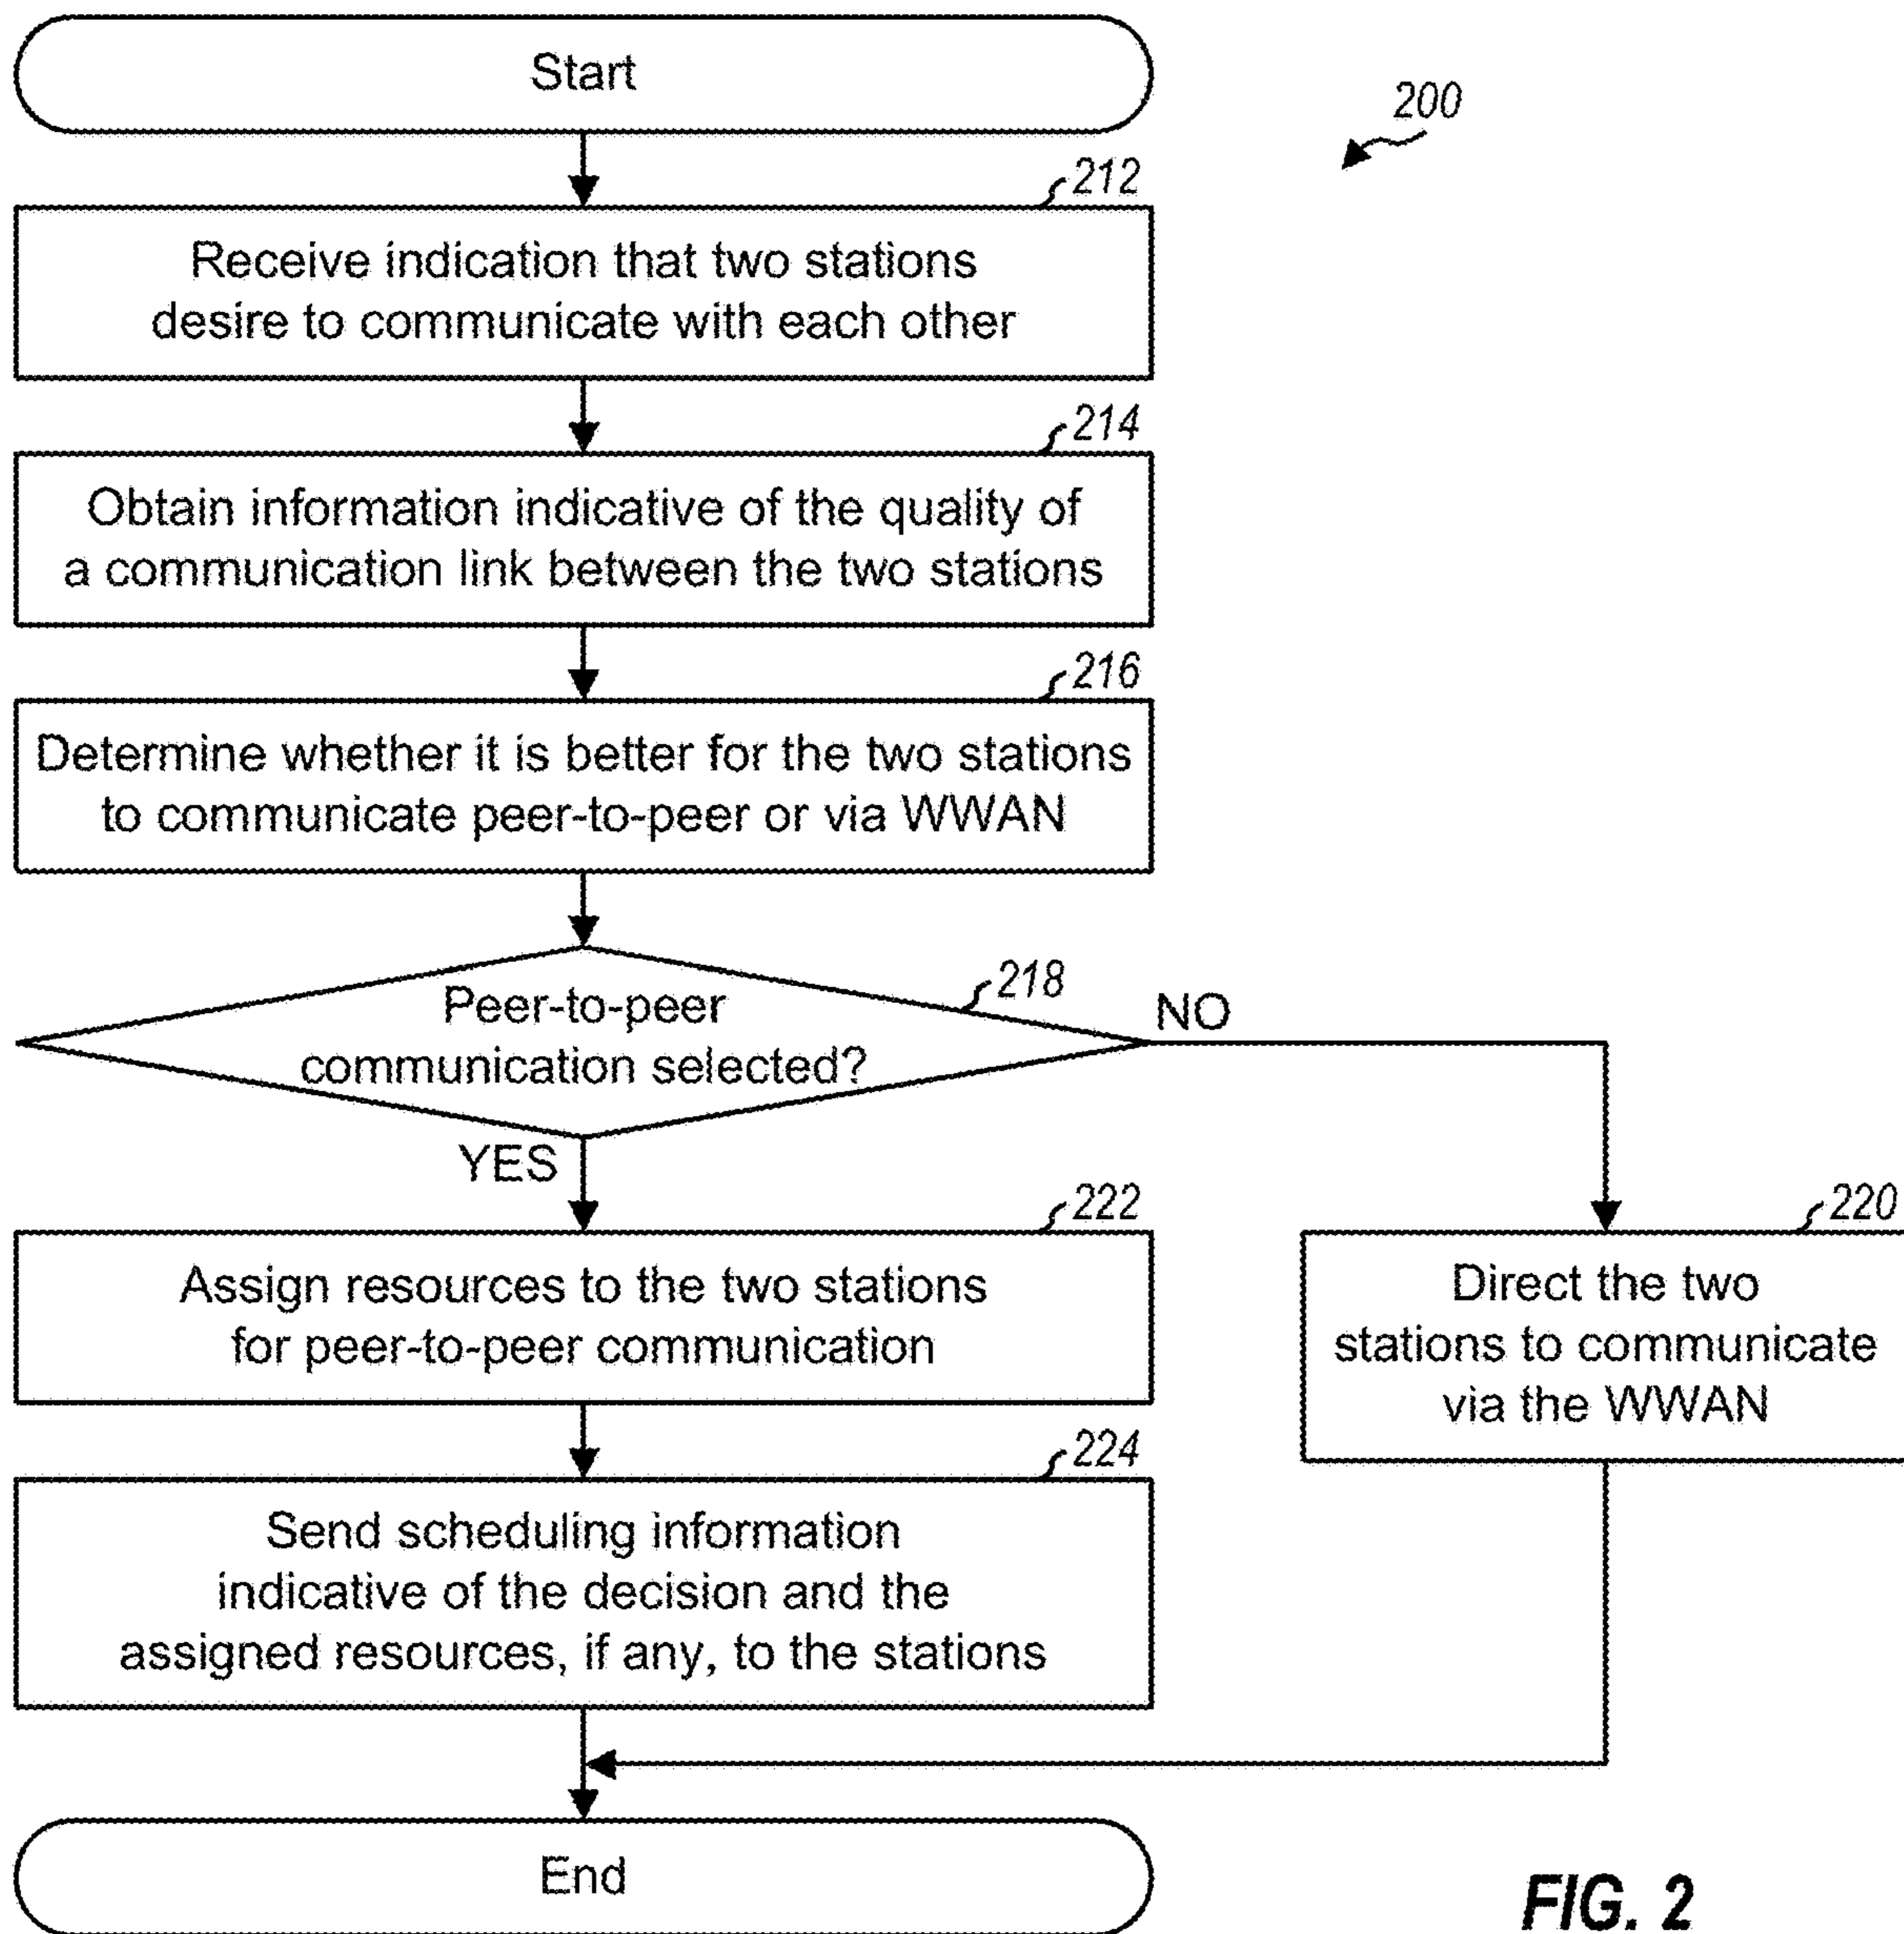 Start
200
212
Receive indication that two stations
desire to communicate with each other
214
Obtain information indicative of the quality of
a communication link between the two stations
216
Determine whether it is better for the two stations
to communicate peer-to-peer or via WWAN
218
Peer-to-peer
communication selected?
NO
YES
222
Assign resources to the two stations
for peer-to-peer communication
220
Direct the two
stations to communicate
via the WWAN
224
Send scheduling information
indicative of the decision and the
assigned resources, if any, to the stations
End
FIG. 2